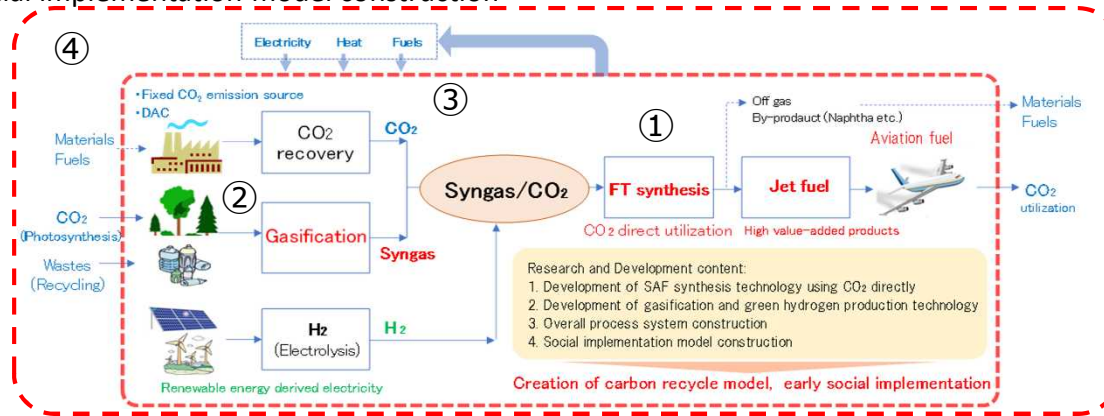 ④
Electricity Heat Fuels
・Fixed CO₂ emission source
・DAC
③
Materials
Fuels
CO₂
recovery
CO₂
①
Off gas
By-prodauct (Naphtha etc.)
Materials
Fuels
Aviation fuel
Syngas/CO₂
FT synthesis
Jet fuel
CO₂
utilization
CO₂ direct utilization
High value-added products
②
CO₂
(Photosynthesis)
Gasification
Syngas
Wastes
(Recycling)
H₂
(Electrolysis)
H₂
Renewable energy derived electricity
Research and Development content:
1. Development of SAF synthesis technology using CO₂ directly
2. Development of gasification and green hydrogen production technology
3. Overall process system construction
4. Social implementation model construction
Creation of carbon recycle model, early social implementation